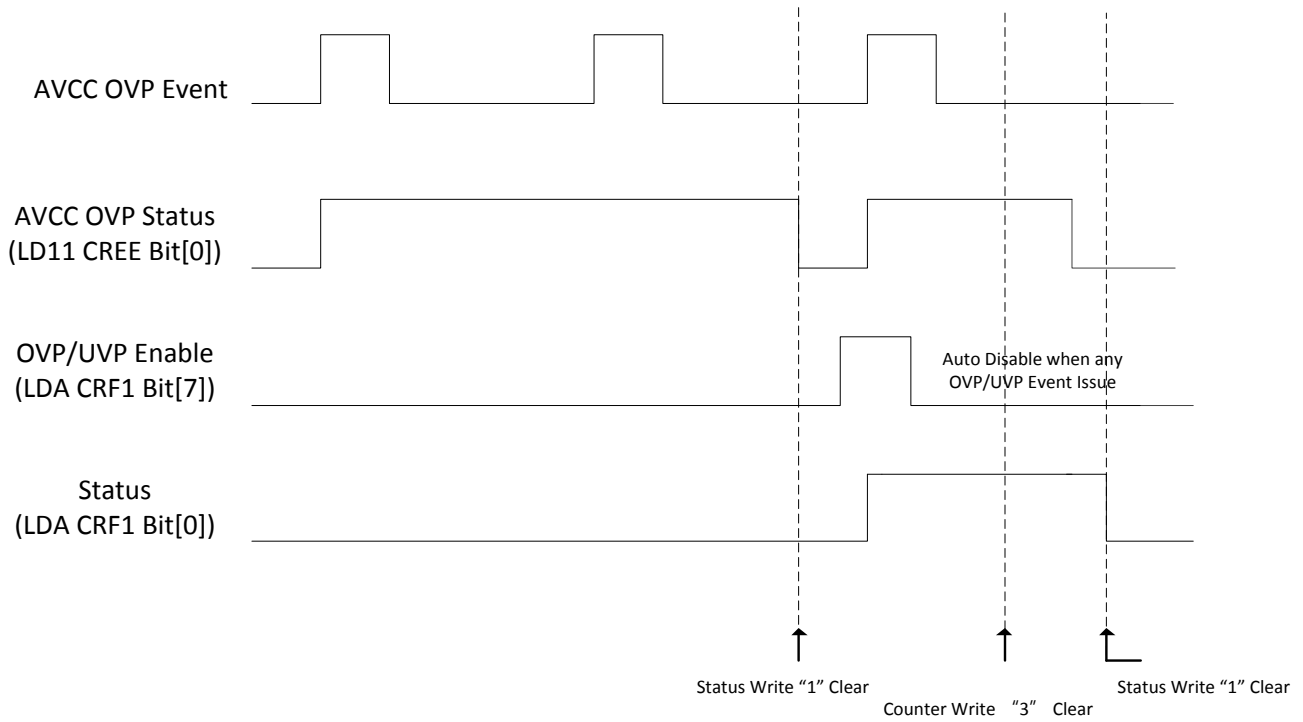 AVCC OVP Event
AVCC OVP Status
(LD11 CREE Bit[0])
OVP/UVP Enable
(LDA CRF1 Bit[7])
Auto Disable when any
OVP/UVP Event Issue
Status
(LDA CRF1 Bit[0])
Status Write “1” Clear
Counter Write “3” Clear
Status Write “1” Clear